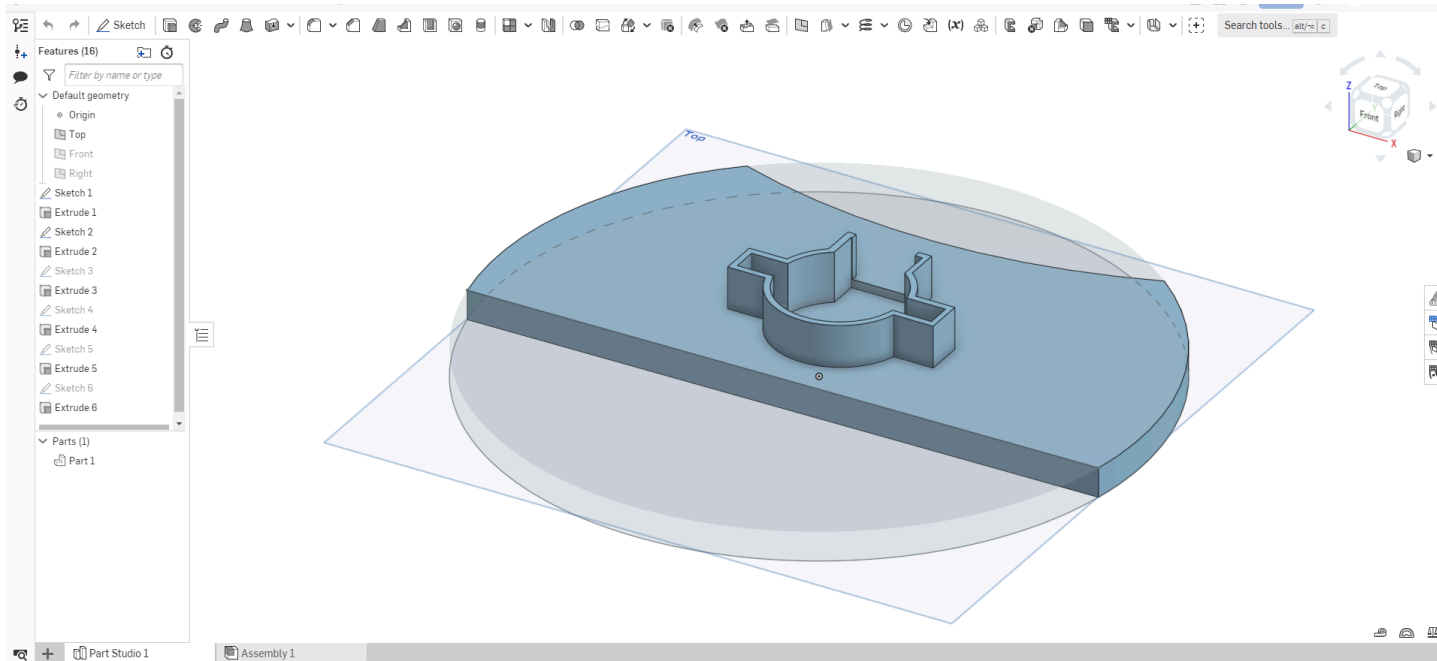 Sketch
Search tools... alt/⌥ c
Features (16)
Filter by name or type
Default geometry
Origin
Top
Front
Right
Sketch 1
Extrude 1
Sketch 2
Extrude 2
Sketch 3
Extrude 3
Sketch 4
Extrude 4
Sketch 5
Extrude 5
Sketch 6
Extrude 6
Parts (1)
Part 1
Top
Z
Top
Y
Front
Right
X
(x)
Part Studio 1
Assembly 1